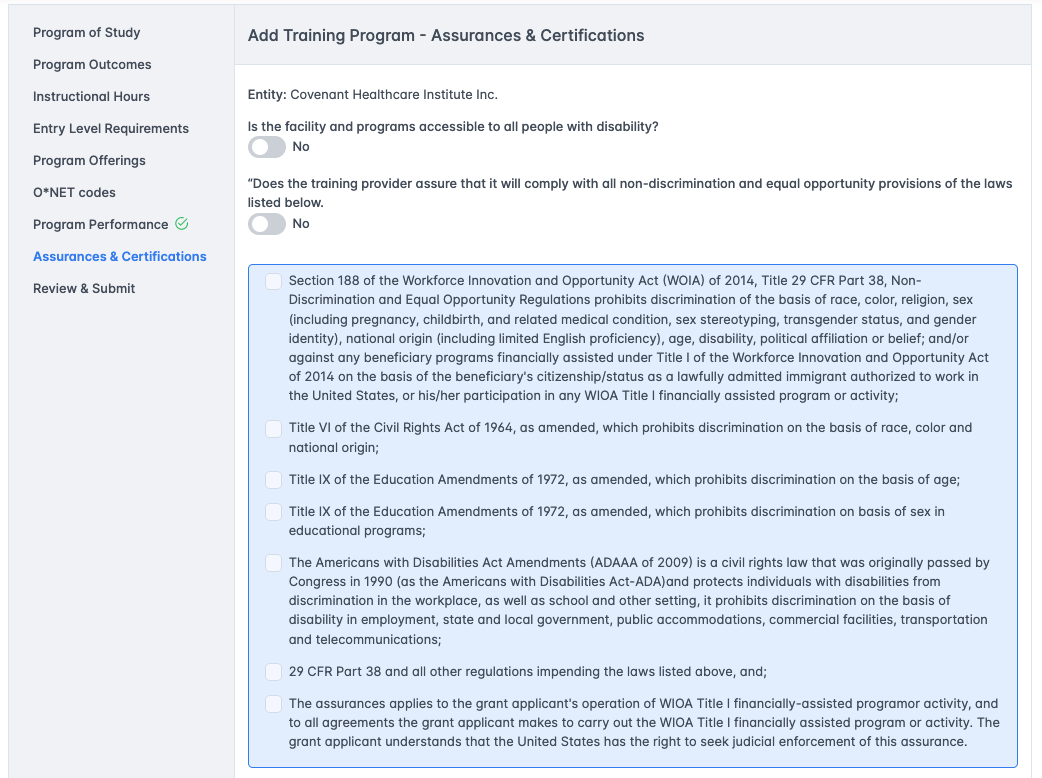 Program of Study
Program Outcomes
Instructional Hours
Entry Level Requirements
Program Offerings
O*NET codes
Program Performance
Assurances & Certifications
Review & Submit
Add Training Program - Assurances & Certifications
Entity: Covenant Healthcare Institute Inc.
Is the facility and programs accessible to all people with disability?
No
“Does the training provider assure that it will comply with all non-discrimination and equal opportunity provisions of the laws
listed below.
No
Section 188 of the Workforce Innovation and Opportunity Act (WOIA) of 2014, Title 29 CFR Part 38, Non-
Discrimination and Equal Opportunity Regulations prohibits discrimination of the basis of race, color, religion, sex
(including pregnancy, childbirth, and related medical condition, sex stereotyping, transgender status, and gender
identity), national origin (including limited English proficiency), age, disability, political affiliation or belief; and/or
against any beneficiary programs financially assisted under Title I of the Workforce Innovation and Opportunity Act
of 2014 on the basis of the beneficiary's citizenship/status as a lawfully admitted immigrant authorized to work in
the United States, or his/her participation in any WIOA Title I financially assisted program or activity;
Title VI of the Civil Rights Act of 1964, as amended, which prohibits discrimination on the basis of race, color and
national origin;
Title IX of the Education Amendments of 1972, as amended, which prohibits discrimination on the basis of age;
Title IX of the Education Amendments of 1972, as amended, which prohibits discrimination on basis of sex in
educational programs;
The Americans with Disabilities Act Amendments (ADAAA of 2009) is a civil rights law that was originally passed by
Congress in 1990 (as the Americans with Disabilities Act-ADA)and protects individuals with disabilities from
discrimination in the workplace, as well as school and other setting, it prohibits discrimination on the basis of
disability in employment, state and local government, public accommodations, commercial facilities, transportation
and telecommunications;
29 CFR Part 38 and all other regulations impending the laws listed above, and;
The assurances applies to the grant applicant's operation of WIOA Title I financially-assisted programor activity, and
to all agreements the grant applicant makes to carry out the WIOA Title I financially assisted program or activity. The
grant applicant understands that the United States has the right to seek judicial enforcement of this assurance.